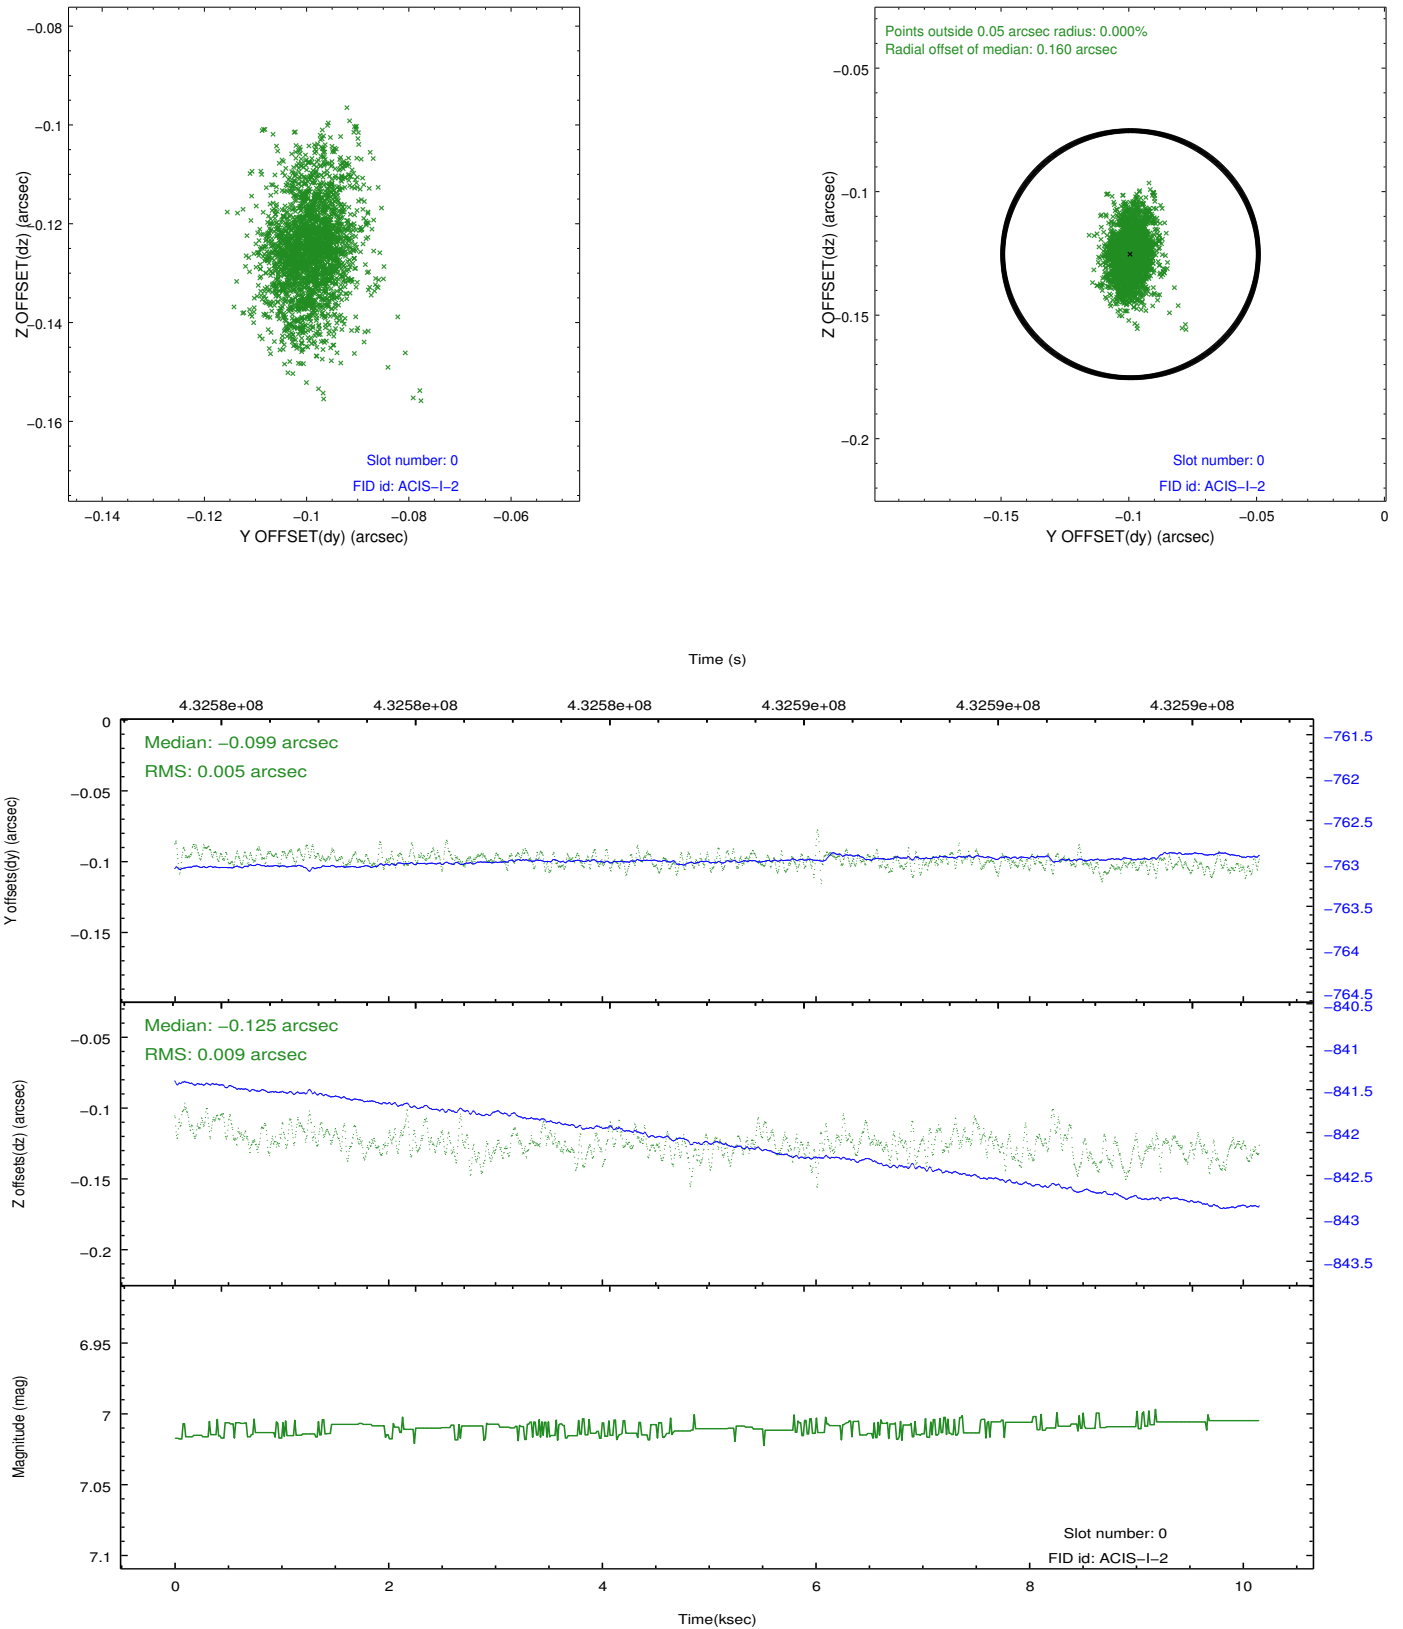 −0.08
−0.1
−0.12
−0.14
−0.16
Z OFFSET(dz) (arcsec)
Slot number: 0
FID id: ACIS−I−2
−0.14 −0.12 −0.1 −0.08 −0.06
Y OFFSET(dy) (arcsec)
Points outside 0.05 arcsec radius: 0.000%
Radial offset of median: 0.160 arcsec
−0.05
−0.1
−0.15
−0.2
Z OFFSET(dz) (arcsec)
Slot number: 0
FID id: ACIS−I−2
−0.15 −0.1 −0.05 0
Y OFFSET(dy) (arcsec)
Time (s)
4.3258e+08 4.3258e+08 4.3258e+08 4.3259e+08 4.3259e+08 4.3259e+08
Median: −0.099 arcsec
RMS: 0.005 arcsec
0
−0.05
−0.1
−0.15
Y offsets(dy) (arcsec)
−761.5
−762
−762.5
−763
−763.5
−764
−764.5
Median: −0.125 arcsec
RMS: 0.009 arcsec
−0.05
−0.1
−0.15
−0.2
Z offsets(dz) (arcsec)
−840.5
−841
−841.5
−842
−842.5
−843
−843.5
6.95
7
7.05
7.1
Magnitude (mag)
Slot number: 0
FID id: ACIS−I−2
0 2 4 6 8 10
Time(ksec)